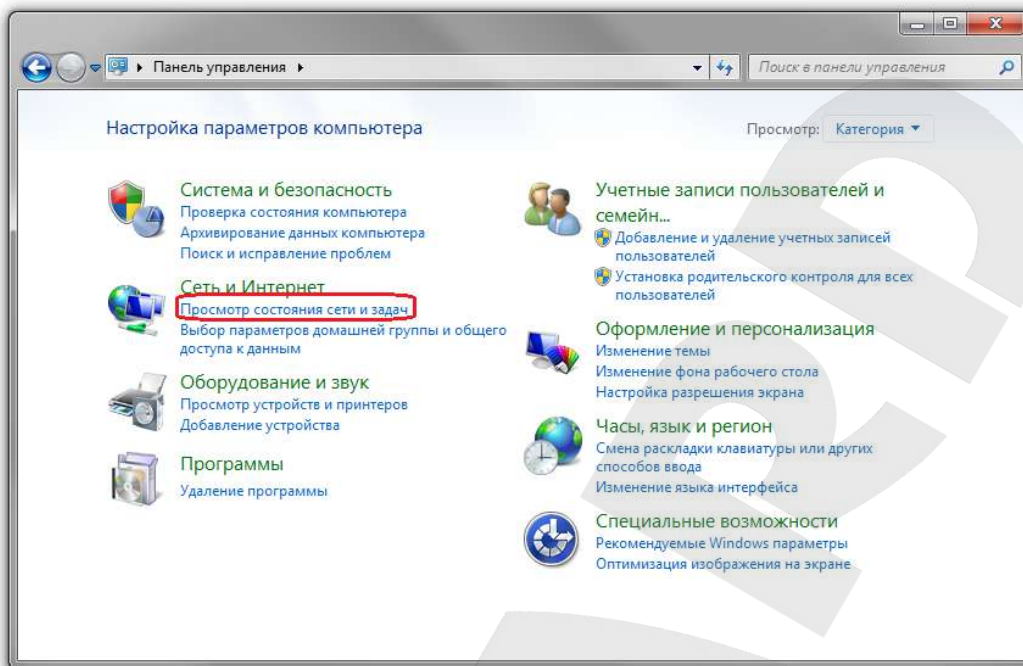 Панель управления
Поиск в панели управления
Настройка параметров компьютера
Просмотр: Категория
Система и безопасность
Проверка состояния компьютера
Архивирование данных компьютера
Поиск и исправление проблем
Сеть и Интернет
Просмотр состояния сети и задач
Выбор параметров домашней группы и общего
доступа к данным
Оборудование и звук
Просмотр устройств и принтеров
Добавление устройства
Программы
Удаление программы
Учетные записи пользователей и
семейн...
Добавление и удаление учетных записей
пользователей
Установка родительского контроля для всех
пользователей
Оформление и персонализация
Изменение темы
Изменение фона рабочего стола
Настройка разрешения экрана
Часы, язык и регион
Смена раскладки клавиатуры или других
способов ввода
Изменение языка интерфейса
Специальные возможности
Рекомендуемые Windows параметры
Оптимизация изображения на экране